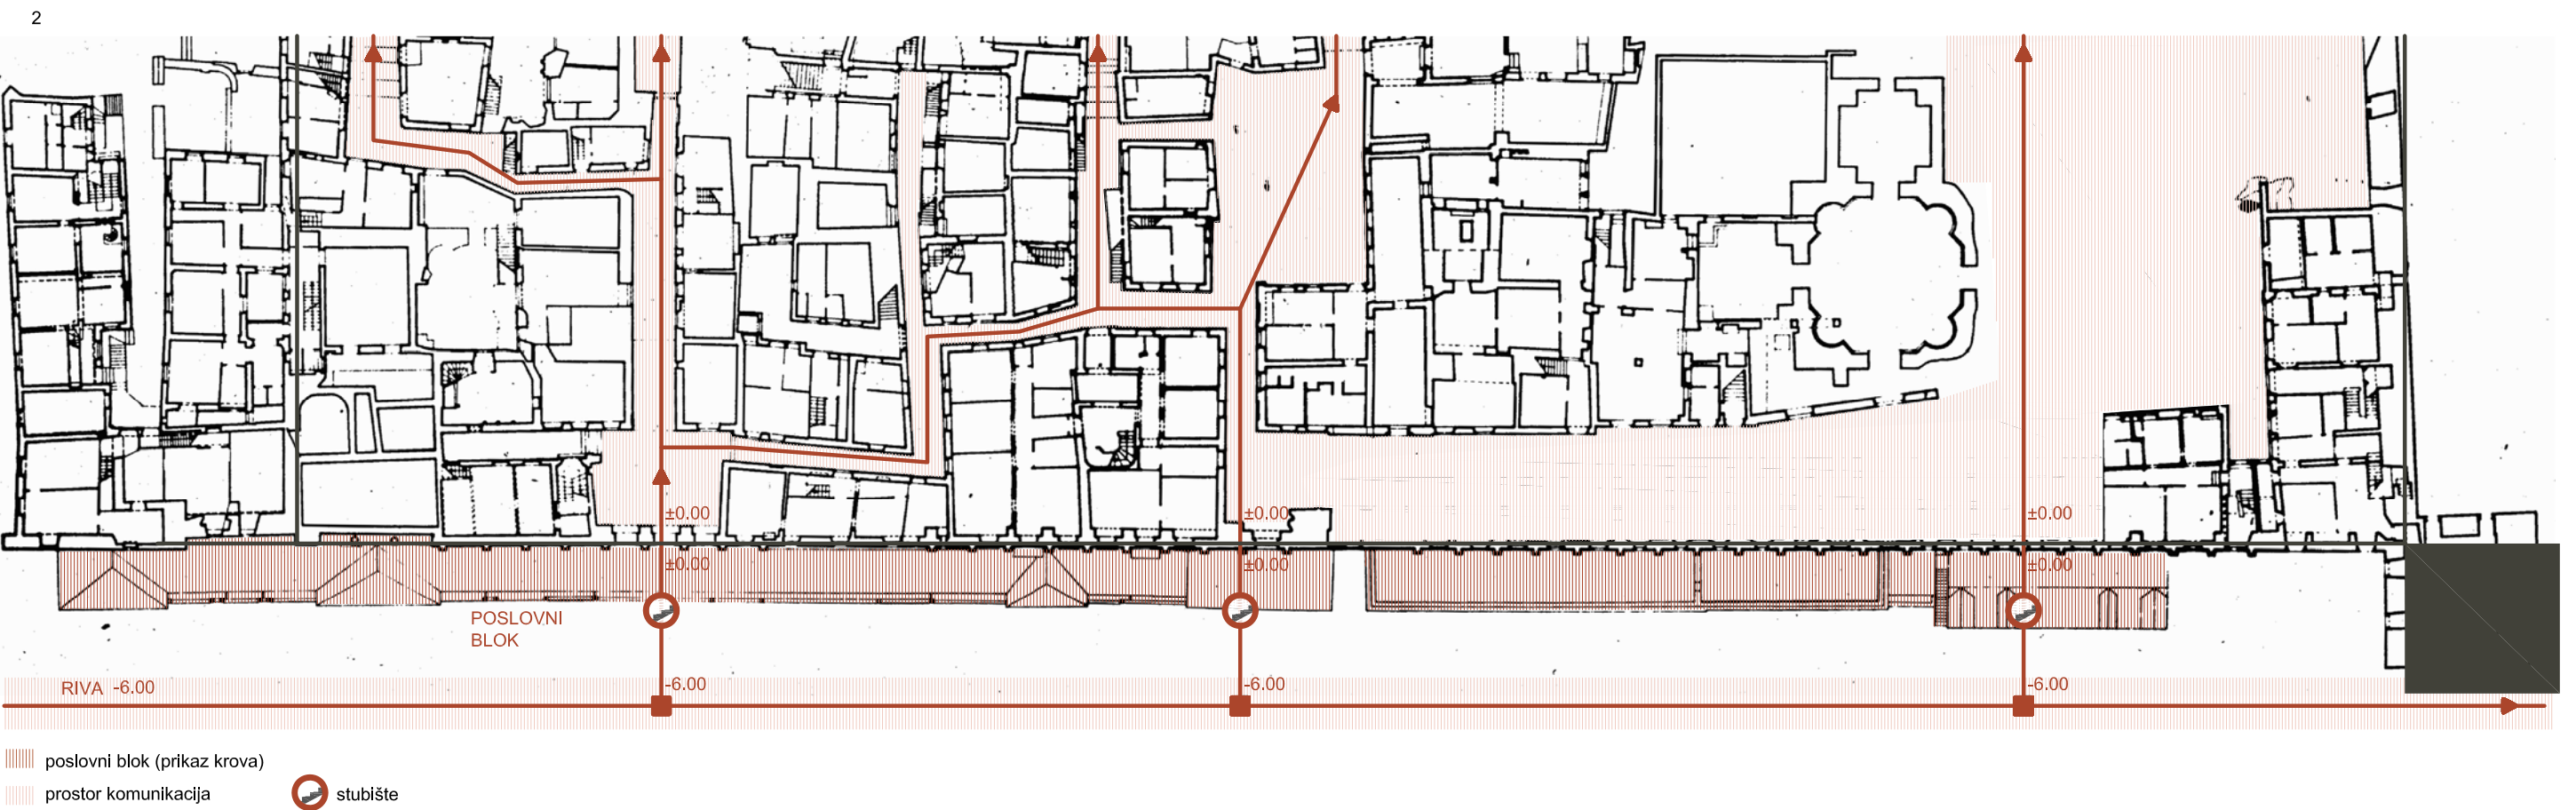 2
±0.00
±0.00
±0.00
±0.00
±0.00
±0.00
POSLOVNI
BLOK
RIVA -6.00
-6.00
-6.00
-6.00
poslovni blok (prikaz krova)
prostor komunikacija
stubište